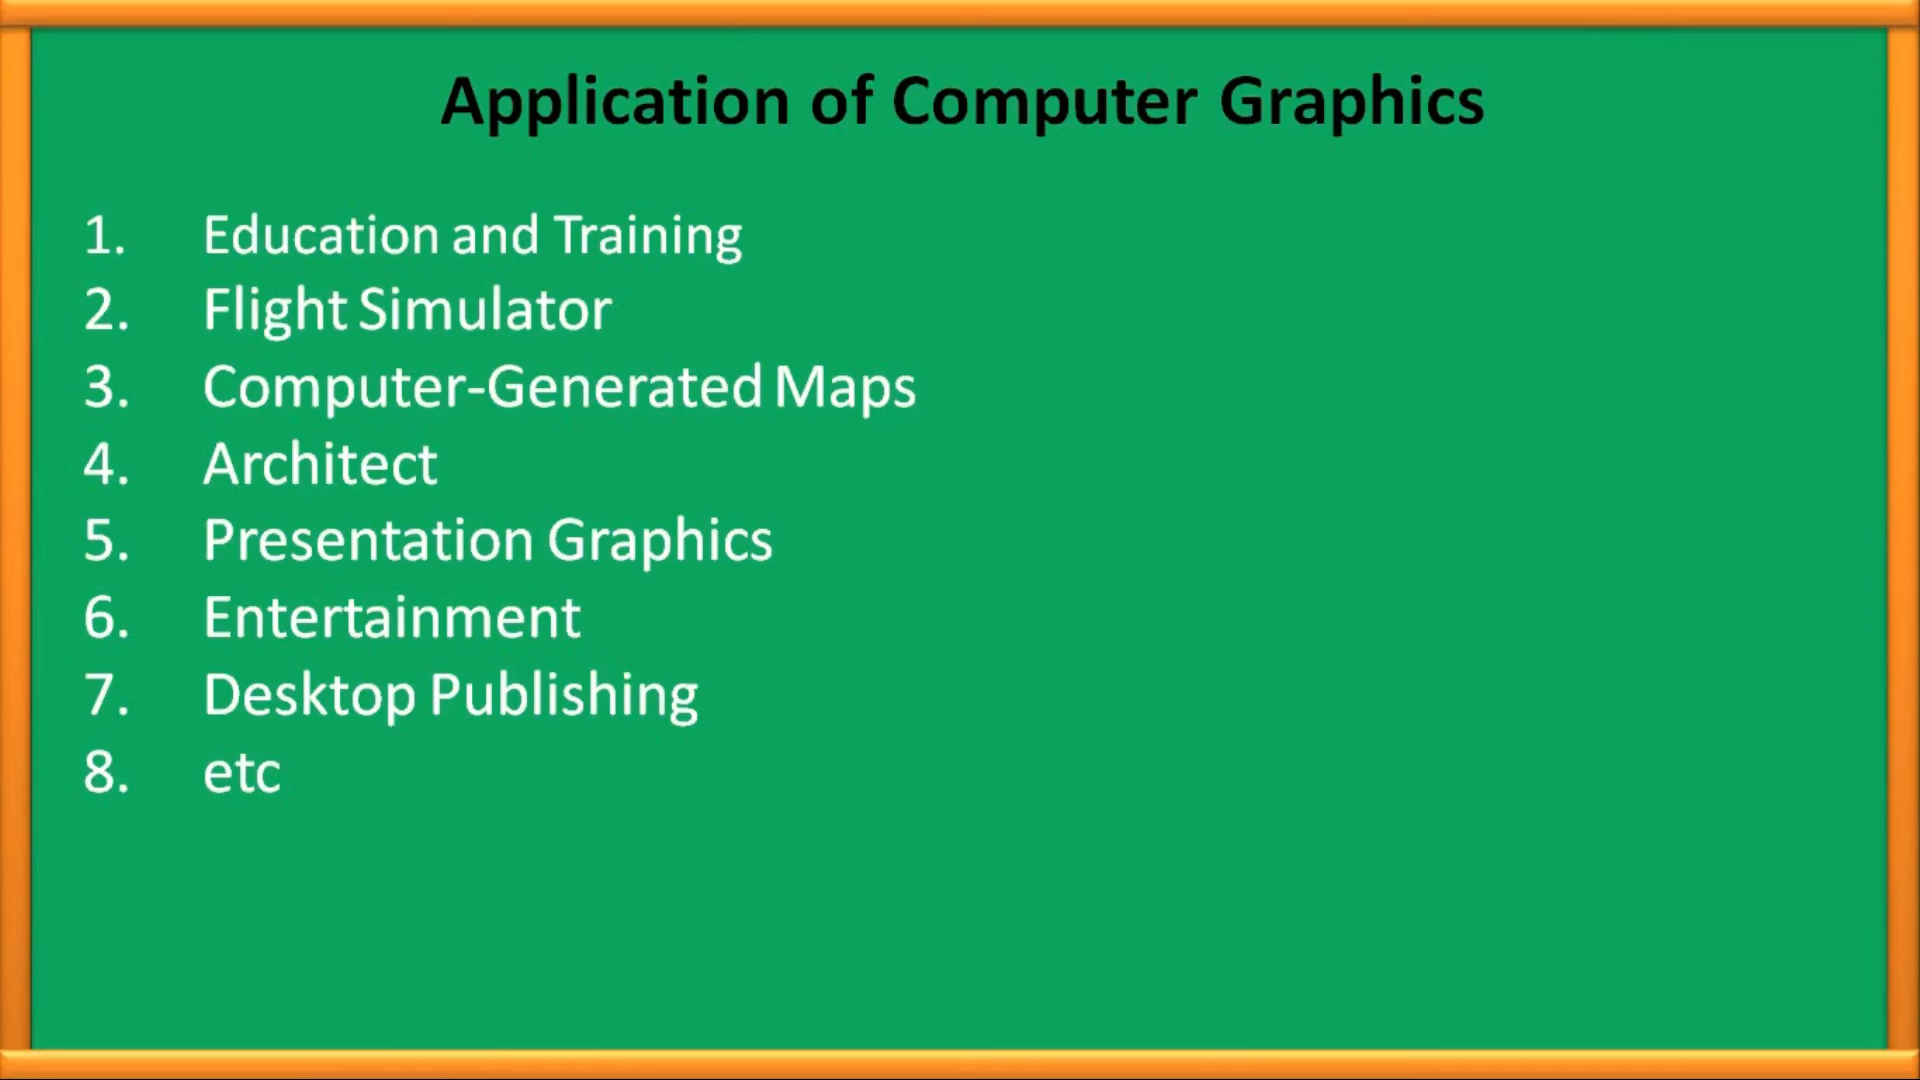 Application of Computer Graphics
1. Education and Training
2. Flight Simulator
3. Computer-Generated Maps
4. Architect
5. Presentation Graphics
6. Entertainment
7. Desktop Publishing
8. etc